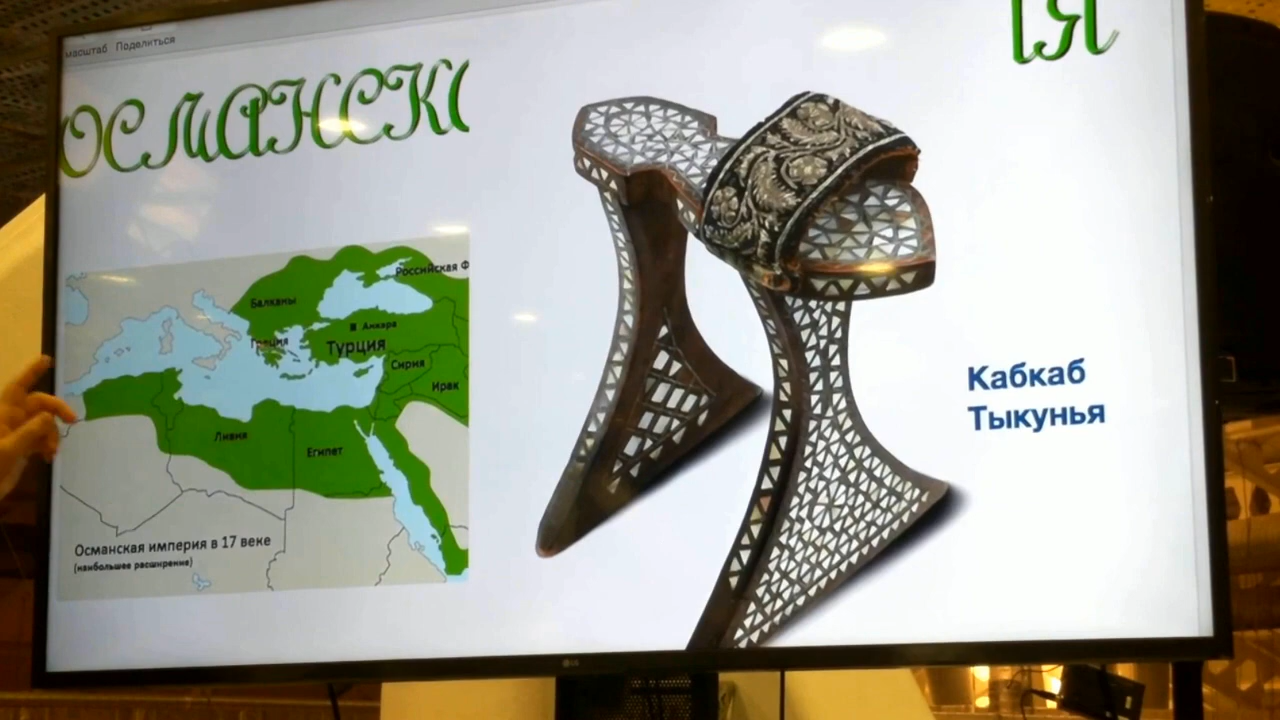 масштаб Поделиться
ОСМАНСК
ІЯ
Российская Ф
Балканы
Анкара
Греция
Турция
Сирия
Ирак
Ливия
Египет
Османская империя в 17 веке
(наибольшее расширение)
Кабкаб
Тыкунья
LG